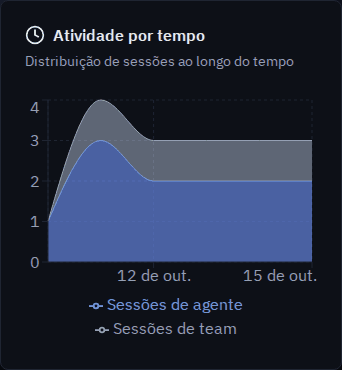 Atividade por tempo
Distribuição de sessões ao longo do tempo
4
3
2
1
0
12 de out.
15 de out.
Sessões de agente
Sessões de team